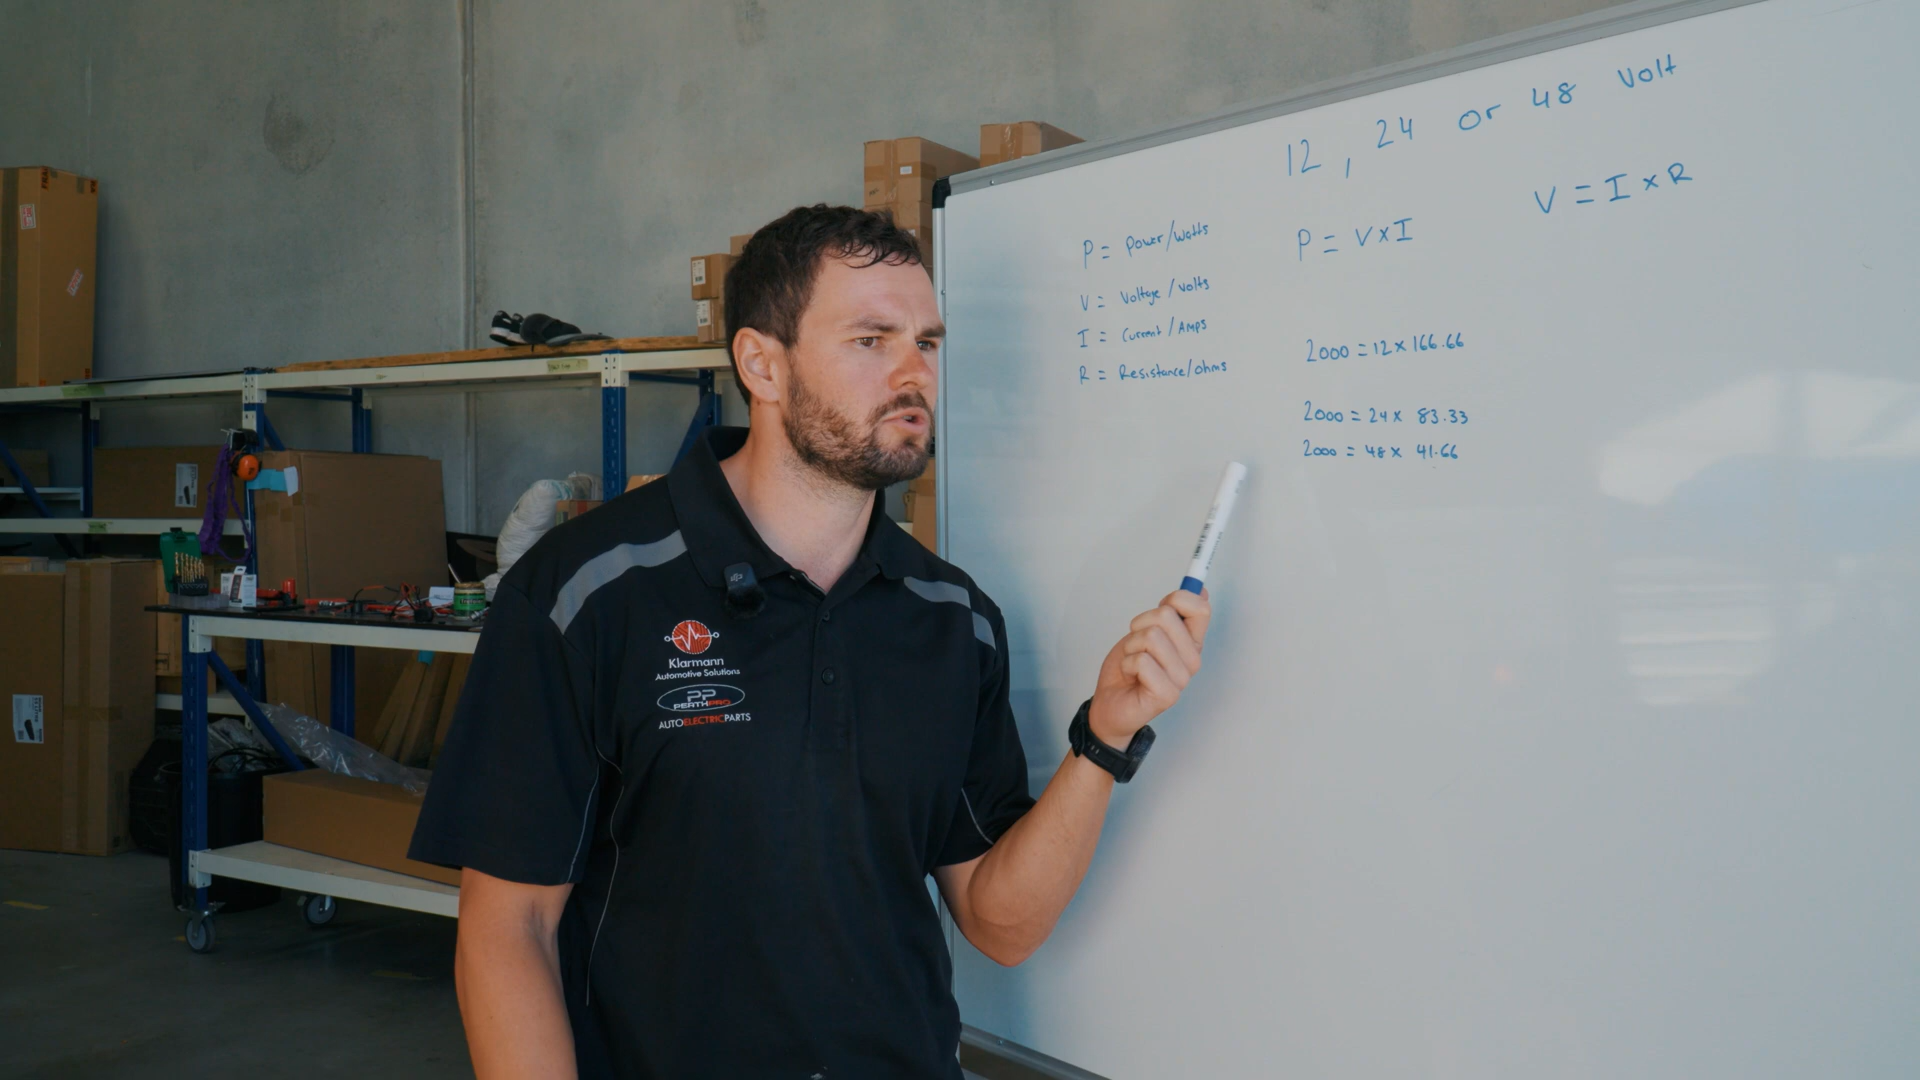 12, 24 or 48 Volt
V = I x R
P = Power/Watts
P = V x I
V = Voltage / Volts
I = Current / Amps
R = Resistance/Ohms
2000 = 12 x 166.66
2000 = 24 x 83.33
2000 = 48 x 41.66
Klarmann
Automotive Solutions
PP
PERTHPRO
AUTOELECTRICPARTS